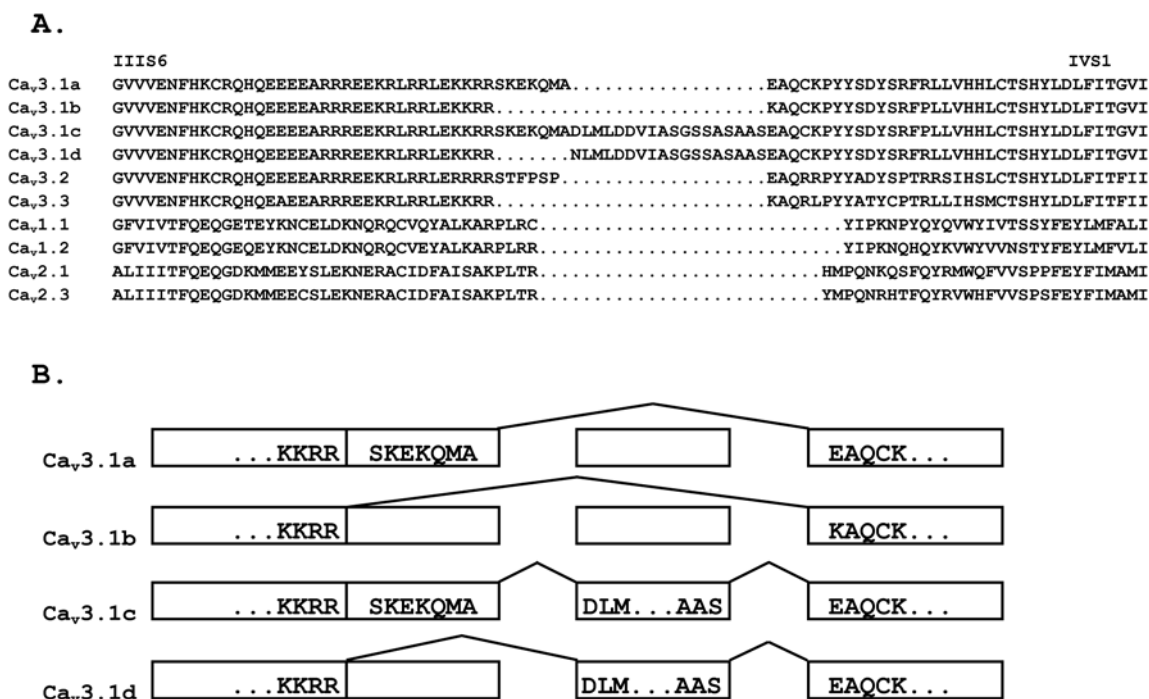 A.
IIIS6 IVS1
Caᵥ3.1a GVVVENFHKCRQHQEEEEARRREEKRLRRLEKKRRSKEKQMA..................EAQCKPYYSDYSRFRLLVHHLCTSHYLDLFITGVI
Caᵥ3.1b GVVVENFHKCRQHQEEEEARRREEKRLRRLEKKRR.........................KAQCKPYYSDYSRFPLLVHHLCTSHYLDLFITGVI
Caᵥ3.1c GVVVENFHKCRQHQEEEEARRREEKRLRRLEKKRRSKEKQMADLMLDDVIASGSSASAASEAQCKPYYSDYSRFPLLVHHLCTSHYLDLFITGVI
Caᵥ3.1d GVVVENFHKCRQHQEEEEARRREEKRLRRLEKKRR.......NLMLDDVIASGSSASAASEAQCKPYYSDYSRFRLLVHHLCTSHYLDLFITGVI
Caᵥ3.2 GVVVENFHKCRQHQEEEEARRREEKRLRRLERRRRSTFPSP...................EAQRRPYYADYSPTRRSIHSLCTSHYLDLFITFII
Caᵥ3.3 GVVVENFHKCRQHQEAEEARRREEKRLRRLEKKRR.........................KAQRLPYYATYCPTRLLIHSMCTSHYLDLFITFII
Caᵥ1.1 GFVIVTFQEQGETEYKNCELDKNQRQCVQYALKARPLRC............................YIPKNPYQYQVWYIVTSSYFEYLMFALI
Caᵥ1.2 GFVIVTFQEQGEQEYKNCELDKNQRQCVEYALKARPLRR............................YIPKNQHQYKVWYVVNSTYFEYLMFVLI
Caᵥ2.1 ALIIITFQEQGDKMMEEYSLEKNERACIDFAISAKPLTR..........................HMPQNKQSFQYRMWQFVVSPPFEYFIMAMI
Caᵥ2.3 ALIIITFQEQGDKMMEECSLEKNERACIDFAISAKPLTR..........................YMPQNRHTFQYRVWHFVVSPSFEYFIMAMI
B.
Caᵥ3.1a ...KKRR SKEKQMA EAQCK...
Caᵥ3.1b ...KKRR KAQCK...
Caᵥ3.1c ...KKRR SKEKQMA DLM...AAS EAQCK...
Caᵥ3.1d ...KKRR DLM...AAS EAQCK...